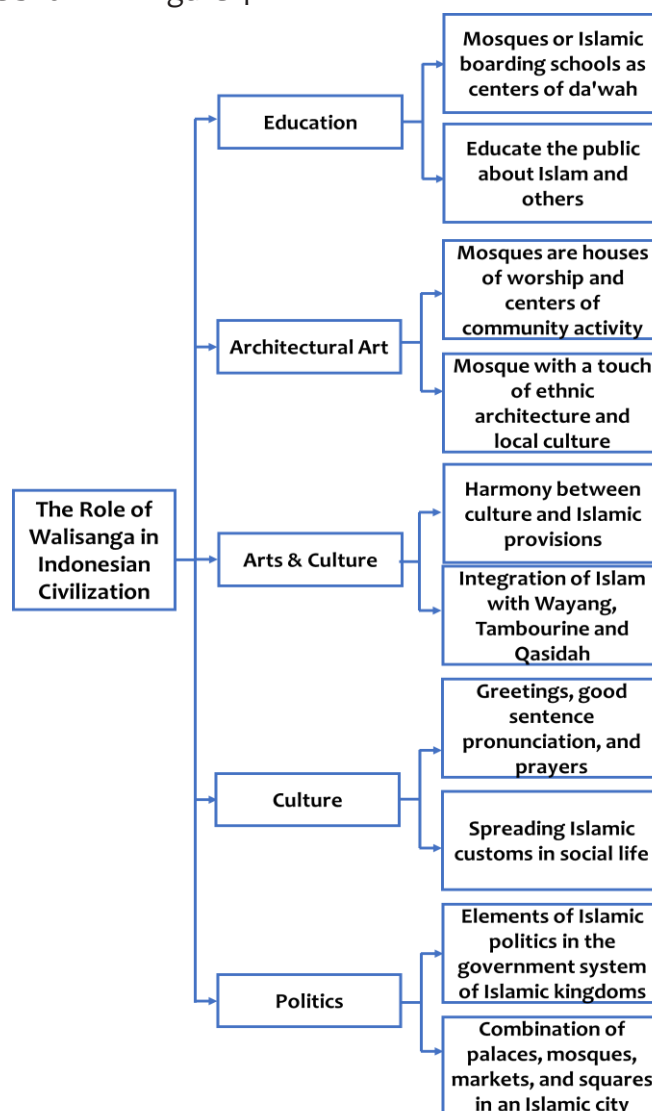 Mosques or Islamic
boarding schools as
centers of da'wah
Education
Educate the public
about Islam and
others
Mosques are houses
of worship and
centers of
community activity
Architectural Art
Mosque with a touch
of ethnic
architecture and
local culture
The Role of
Walisanga in
Indonesian
Civilization
Harmony between
culture and Islamic
provisions
Arts & Culture
Integration of Islam
with Wayang,
Tambourine and
Qasidah
Greetings, good
sentence
pronunciation, and
prayers
Culture
Spreading Islamic
customs in social life
Elements of Islamic
politics in the
government system
of Islamic kingdoms
Politics
Combination of
palaces, mosques,
markets, and squares
in an Islamic city